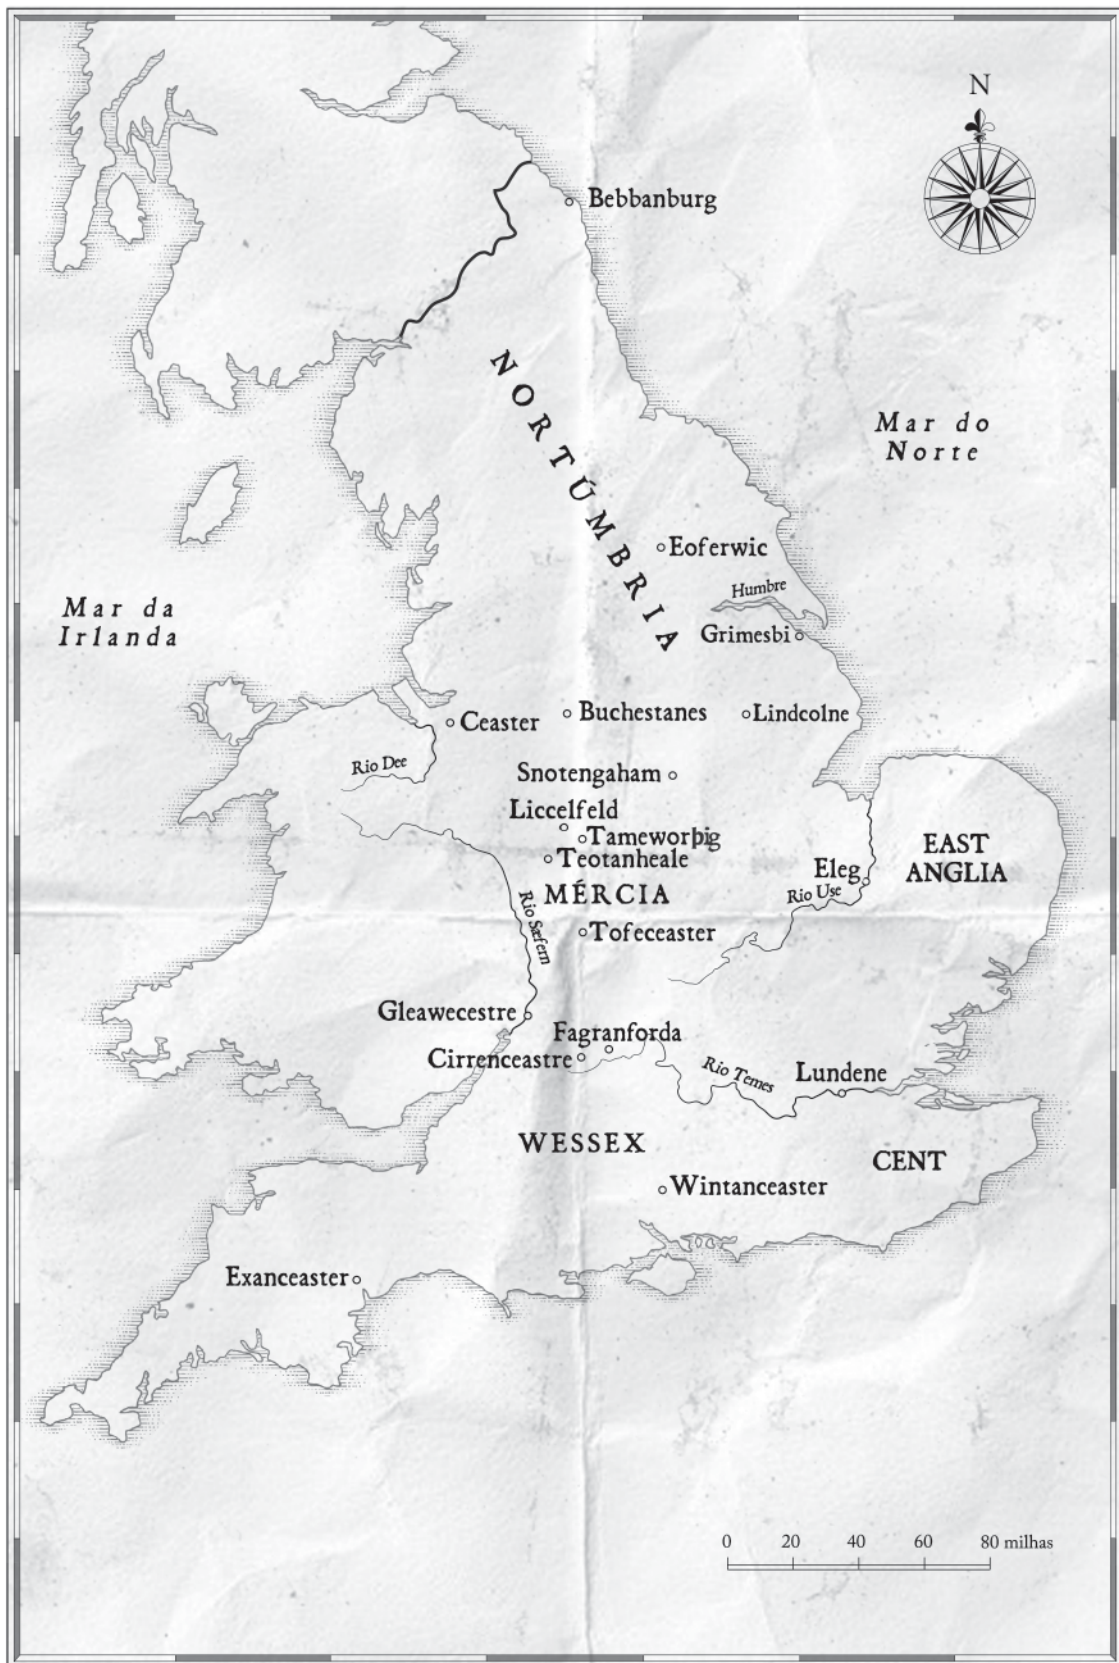 N
Bebbanburg
NORTÚMBRIA
Mar do
Norte
Eoferwic
Humbre
Mar da
Irlanda
Grimesbi
Ceaster
Buchestanes
Lindcolne
Rio Dee
Snotengaham
Liccelfeld
Tameworþig
Teotanheale
EAST
ANGLIA
Eleg
Rio Use
MÉRCIA
Rio Sæfern
Tofeceaster
Gleawecestre
Fagranforda
Cirrenceastre
Rio Temes
Lundene
WESSEX
CENT
Wintanceaster
Exanceaster
0 20 40 60 80 milhas